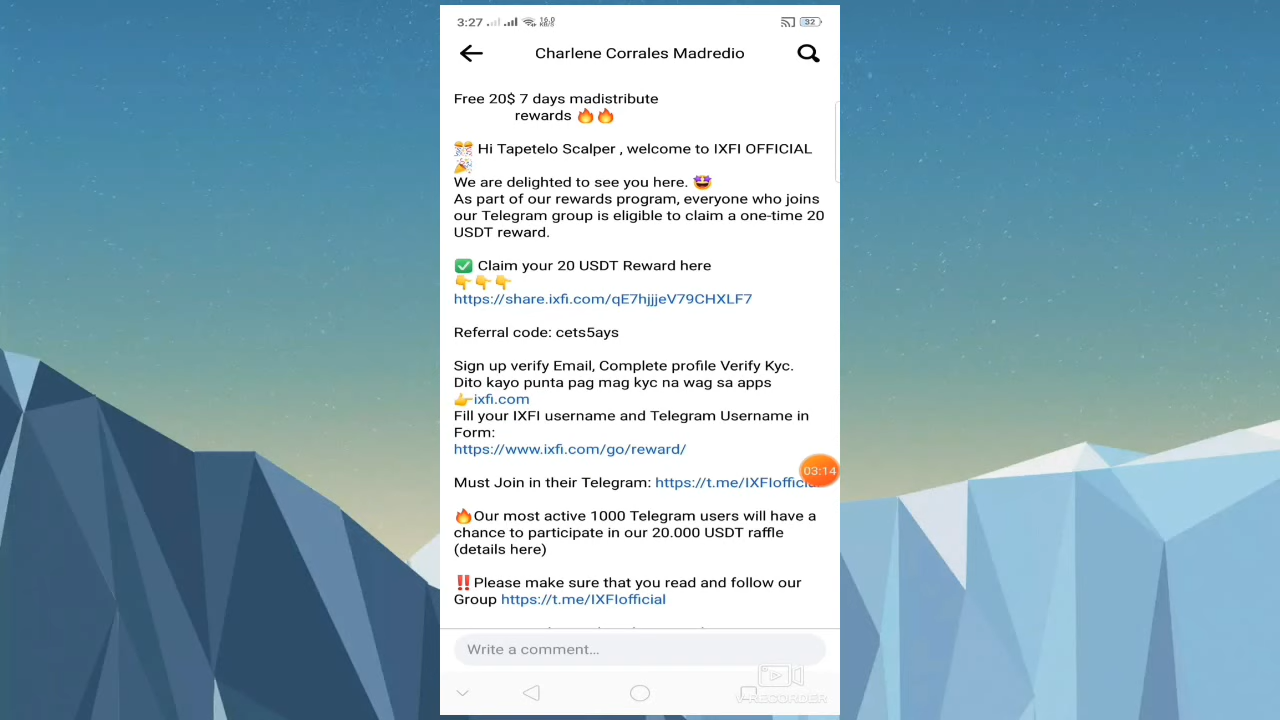 3:27
16.0
KB/S
32
Charlene Corrales Madredio
Free 20$ 7 days madistribute
rewards 🔥🔥
🎊 Hi Tapetelo Scalper , welcome to IXFI OFFICIAL
🎉
We are delighted to see you here. 🤩
As part of our rewards program, everyone who joins
our Telegram group is eligible to claim a one-time 20
USDT reward.
✅ Claim your 20 USDT Reward here
👇👇👇
https://share.ixfi.com/qE7hjjjeV79CHXLF7
Referral code: cets5ays
Sign up verify Email, Complete profile Verify Kyc.
Dito kayo punta pag mag kyc na wag sa apps
👉ixfi.com
Fill your IXFI username and Telegram Username in
Form:
https://www.ixfi.com/go/reward/
03:14
Must Join in their Telegram: https://t.me/IXFIofficial
🔥Our most active 1000 Telegram users will have a
chance to participate in our 20.000 USDT raffle
(details here)
‼️Please make sure that you read and follow our
Group https://t.me/IXFIofficial
Write a comment...
V RECORDER